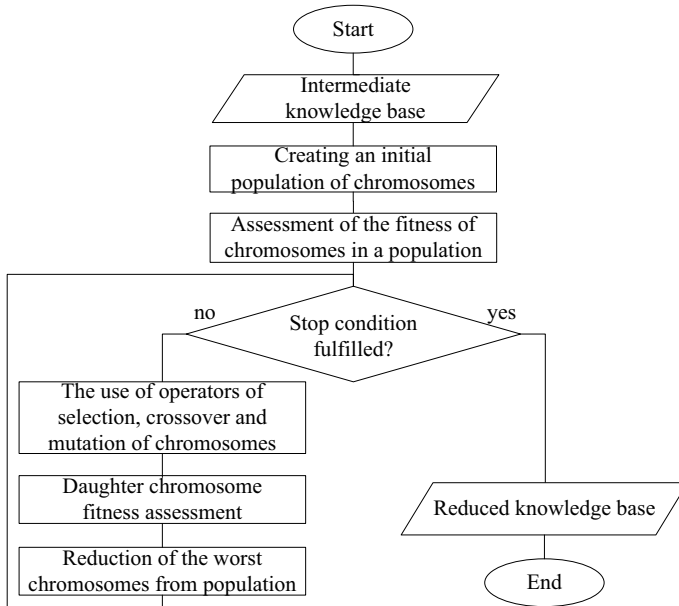 Start
Intermediate
knowledge base
Creating an initial
population of chromosomes
Assessment of the fitness of
chromosomes in a population
no
yes
Stop condition
fulfilled?
The use of operators of
selection, crossover and
mutation of chromosomes
Daughter chromosome
fitness assessment
Reduction of the worst
chromosomes from population
Reduced knowledge base
End